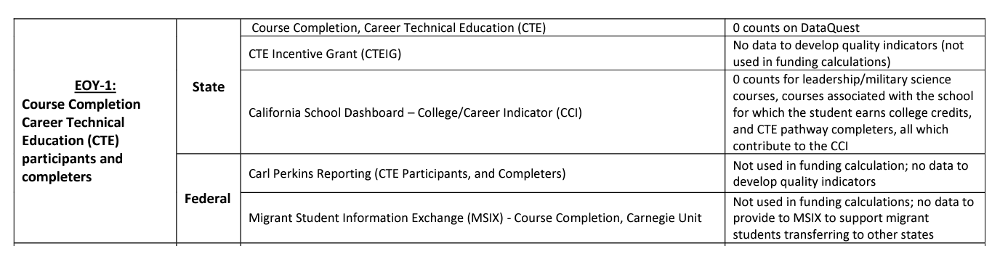 EOY-1:
Course Completion
Career Technical
Education (CTE)
participants and
completers
State
Course Completion, Career Technical Education (CTE)
0 counts on DataQuest
CTE Incentive Grant (CTEIG)
No data to develop quality indicators (not
used in funding calculations)
California School Dashboard – College/Career Indicator (CCI)
0 counts for leadership/military science
courses, courses associated with the school
for which the student earns college credits,
and CTE pathway completers, all which
contribute to the CCI
Federal
Carl Perkins Reporting (CTE Participants, and Completers)
Not used in funding calculation; no data to
develop quality indicators
Migrant Student Information Exchange (MSIX) - Course Completion, Carnegie Unit
Not used in funding calculations; no data to
provide to MSIX to support migrant
students transferring to other states